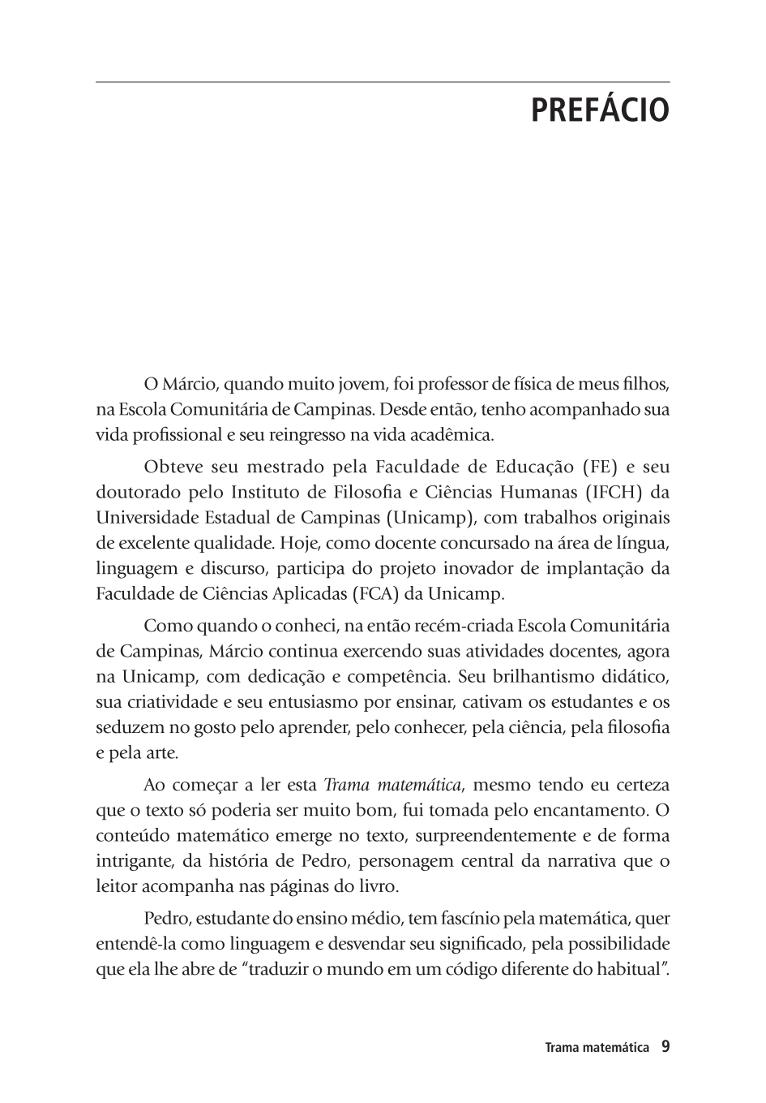 PREFÁCIO
O Márcio, quando muito jovem, foi professor de física de meus filhos,
na Escola Comunitária de Campinas. Desde então, tenho acompanhado sua
vida profissional e seu reingresso na vida acadêmica.
Obteve seu mestrado pela Faculdade de Educação (FE) e seu
doutorado pelo Instituto de Filosofia e Ciências Humanas (IFCH) da
Universidade Estadual de Campinas (Unicamp), com trabalhos originais
de excelente qualidade. Hoje, como docente concursado na área de língua,
linguagem e discurso, participa do projeto inovador de implantação da
Faculdade de Ciências Aplicadas (FCA) da Unicamp.
Como quando o conheci, na então recém-criada Escola Comunitária
de Campinas, Márcio continua exercendo suas atividades docentes, agora
na Unicamp, com dedicação e competência. Seu brilhantismo didático,
sua criatividade e seu entusiasmo por ensinar, cativam os estudantes e os
seduzem no gosto pelo aprender, pelo conhecer, pela ciência, pela filosofia
e pela arte.
Ao começar a ler esta Trama matemática, mesmo tendo eu certeza
que o texto só poderia ser muito bom, fui tomada pelo encantamento. O
conteúdo matemático emerge no texto, surpreendentemente e de forma
intrigante, da história de Pedro, personagem central da narrativa que o
leitor acompanha nas páginas do livro.
Pedro, estudante do ensino médio, tem fascínio pela matemática, quer
entendê-la como linguagem e desvendar seu significado, pela possibilidade
que ela lhe abre de “traduzir o mundo em um código diferente do habitual”.
Trama matemática 9